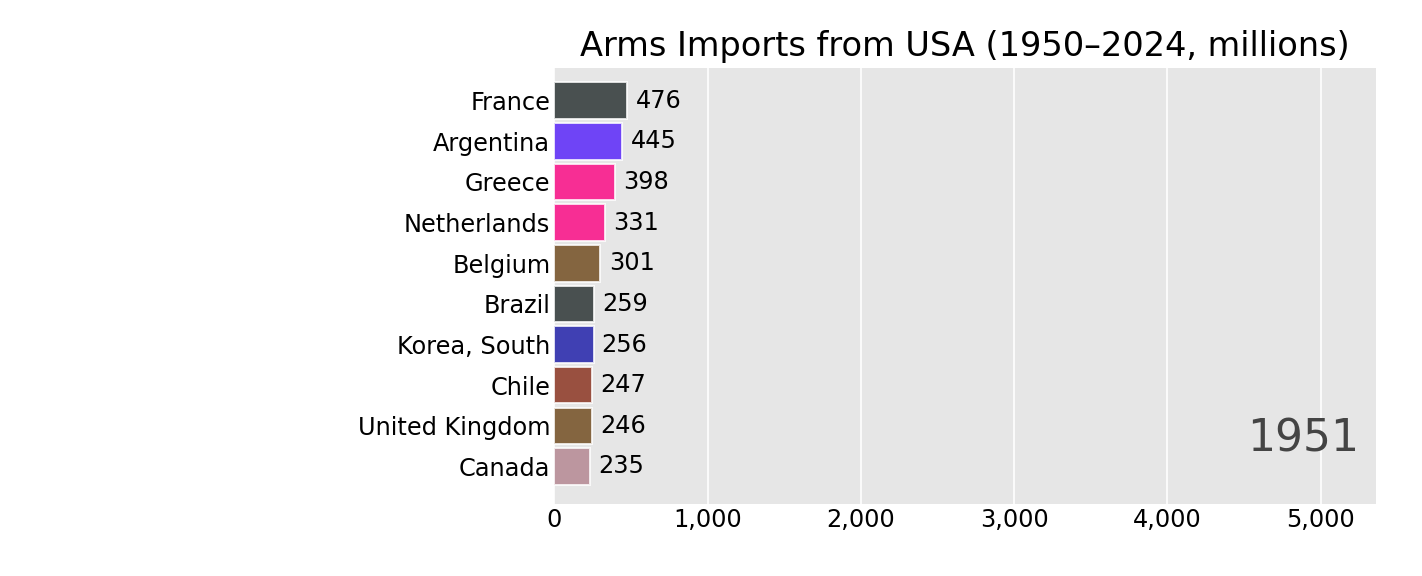 Arms Imports from USA (1950–2024, millions)
France 476
Argentina 445
Greece 398
Netherlands 331
Belgium 301
Brazil 259
Korea, South 256
Chile 247
United Kingdom 246
Canada 235
1951
0 1,000 2,000 3,000 4,000 5,000